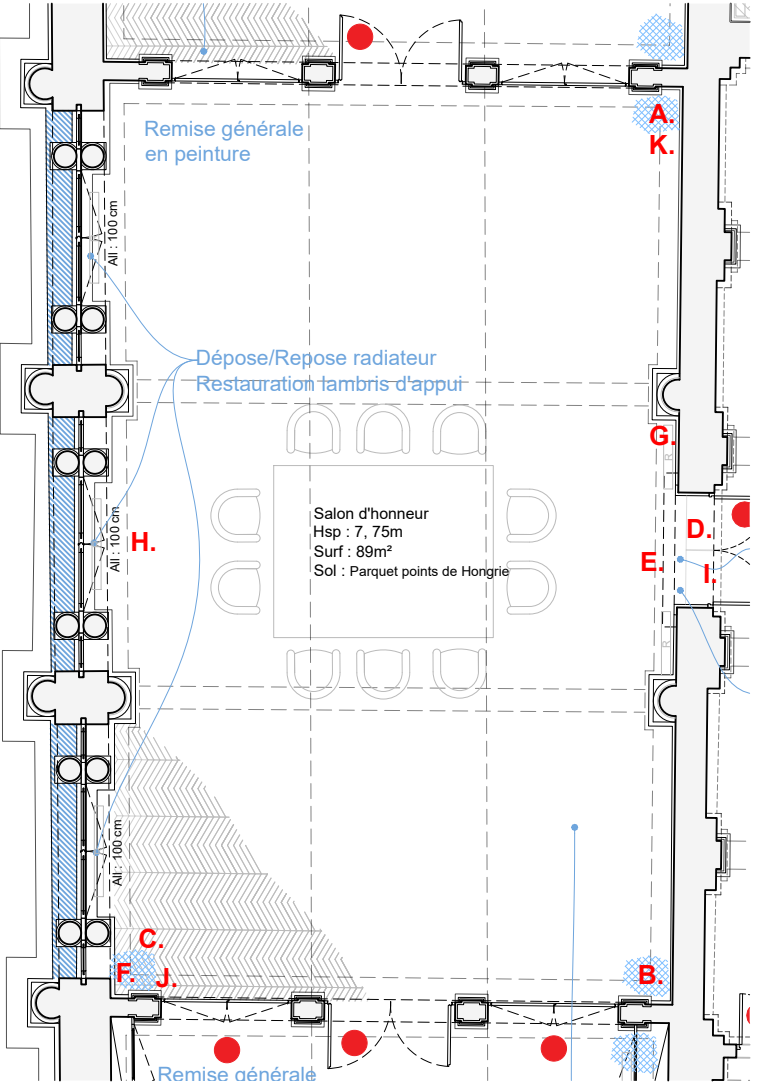 A.
K.
Remise générale
en peinture
All : 100 cm
Dépose/Repose radiateur
Restauration lambris d'appui
G.
R
Salon d'honneur
Hsp : 7, 75m
Surf : 89m²
Sol : Parquet points de Hongrie
All : 100 cm
H.
D.
E.
I.
R
All : 100 cm
C.
F.
J.
B.
Remise générale